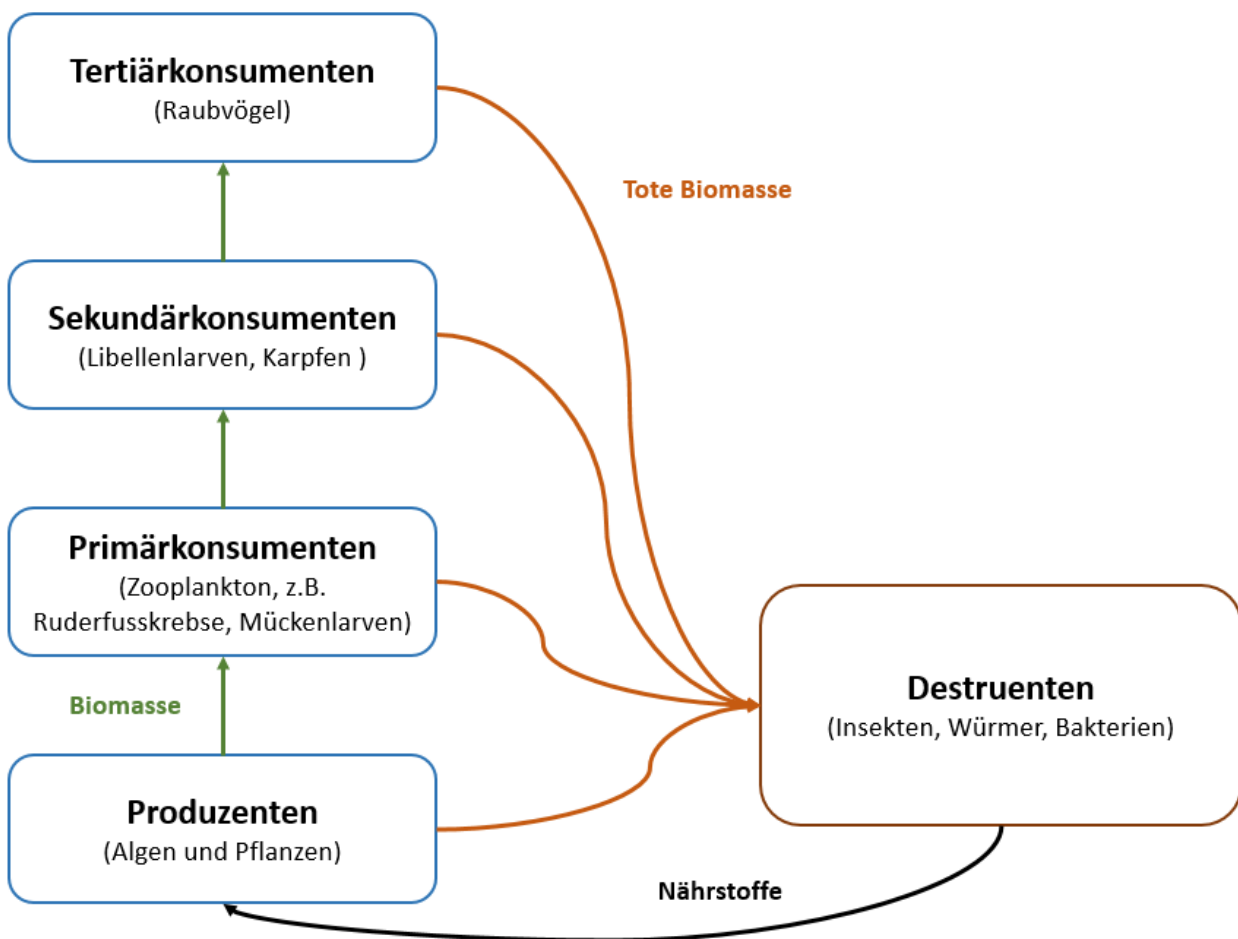 Tertiärkonsumenten
(Raubvögel)
Tote Biomasse
Sekundärkonsumenten
(Libellenlarven, Karpfen )
Primärkonsumenten
(Zooplankton, z.B.
Ruderfusskrebse, Mückenlarven)
Biomasse
Destruenten
(Insekten, Würmer, Bakterien)
Produzenten
(Algen und Pflanzen)
Nährstoffe